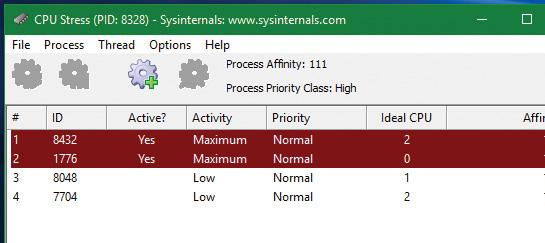 CPU Stress (PID: 8328) - Sysinternals: www.sysinternals.com
File Process Thread Options Activity Help
Process Affinity: 111
Process Priority Class: High
# ID Active? Activity Priority Ideal CPU Affi
1 8432 Yes Maximum Normal 2
2 1776 Yes Maximum Normal 0
3 8048 Low Normal 1
4 7704 Low Normal 2